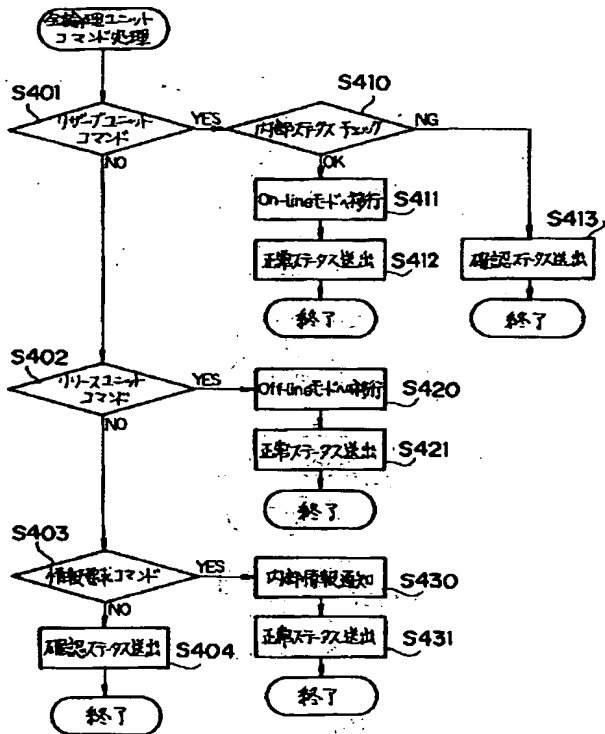 全論理ユニット
コマンド処理
S401
リザーブユニット
コマンド
YES
NO
S410
内部ステータスチェック
NG
OK
On-lineモードへ移行
S411
正常ステータス送出
S412
終了
S413
確認ステータス送出
終了
S402
リリースユニット
コマンド
YES
NO
Off-lineモードへ移行
S420
正常ステータス送出
S421
終了
S403
情報要求コマンド
YES
NO
内部情報通知
S430
正常ステータス送出
S431
終了
確認ステータス送出
S404
終了